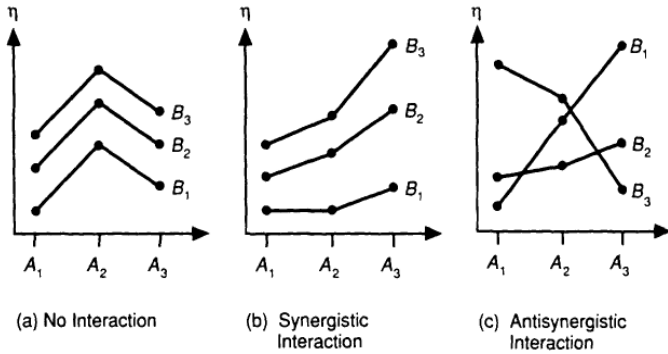 η
B₃
B₂
B₁
A₁ A₂ A₃
(a) No Interaction
η
B₃
B₂
B₁
A₁ A₂ A₃
(b) Synergistic
Interaction
η
B₁
B₂
B₃
A₁ A₂ A₃
(c) Antisynergistic
Interaction